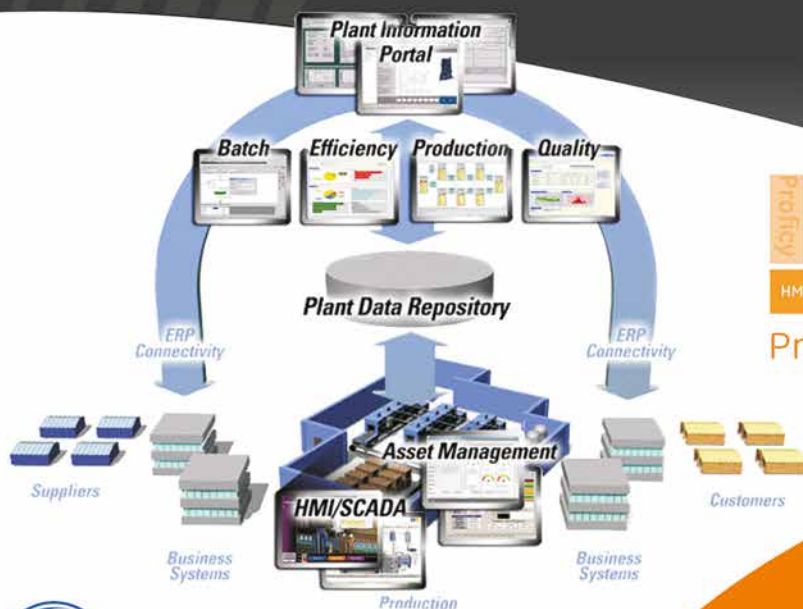 Plant Information
Portal
Batch
Efficiency
Production
Quality
Plant Data Repository
ERP
Connectivity
ERP
Connectivity
Proficy
HM
Pr
Asset Management
HMI/SCADA
Suppliers
Customers
Business
Systems
Business
Systems
Production